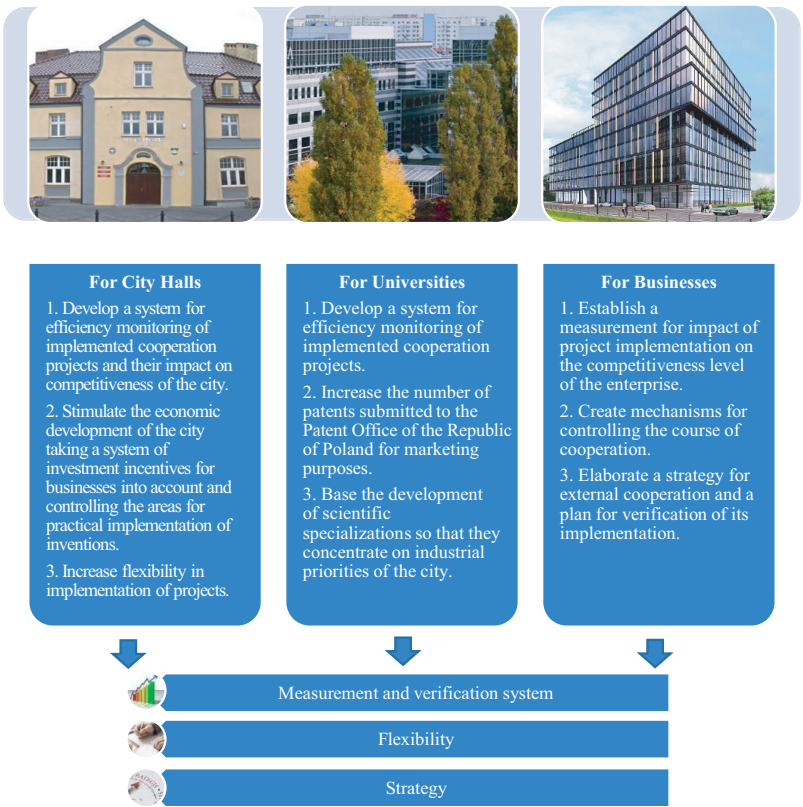 For City Halls
1. Develop a system for
efficiency monitoring of
implemented cooperation
projects and their impact on
competitiveness of the city.
2. Stimulate the economic
development of the city
taking a system of
investment incentives for
businesses into account and
controlling the areas for
practical implementation of
inventions.
3. Increase flexibility in
implementation of projects.
For Universities
1. Develop a system for
efficiency monitoring of
implemented cooperation
projects.
2. Increase the number of
patents submitted to the
Patent Office of the Republic
of Poland for marketing
purposes.
3. Base the development
of scientific
specializations so that they
concentrate on industrial
priorities of the city.
For Businesses
1. Establish a
measurement for impact of
project implementation on
the competitiveness level
of the enterprise.
2. Create mechanisms for
controlling the course of
cooperation.
3. Elaborate a strategy for
external cooperation and a
plan for verification of its
implementation.
Measurement and verification system
Flexibility
Strategy